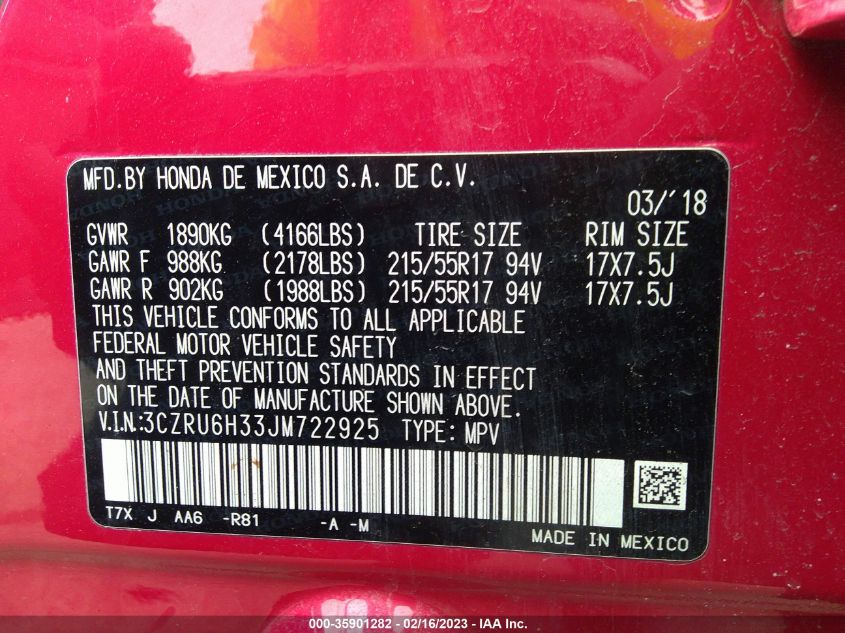 MFD.BY HONDA DE MEXICO S.A. DE C.V.
03/'18
GVWR 1890KG (4166LBS) TIRE SIZE RIM SIZE
GAWR F 988KG (2178LBS) 215/55R17 94V 17X7.5J
GAWR R 902KG (1988LBS) 215/55R17 94V 17X7.5J
THIS VEHICLE CONFORMS TO ALL APPLICABLE
FEDERAL MOTOR VEHICLE SAFETY
AND THEFT PREVENTION STANDARDS IN EFFECT
ON THE DATE OF MANUFACTURE SHOWN ABOVE.
V.I.N.:3CZRU6H33JM722925 TYPE: MPV
T7X J AA6 -R81 -A -M
MADE IN MEXICO
000-35901282 - 02/16/2023 - IAA Inc.